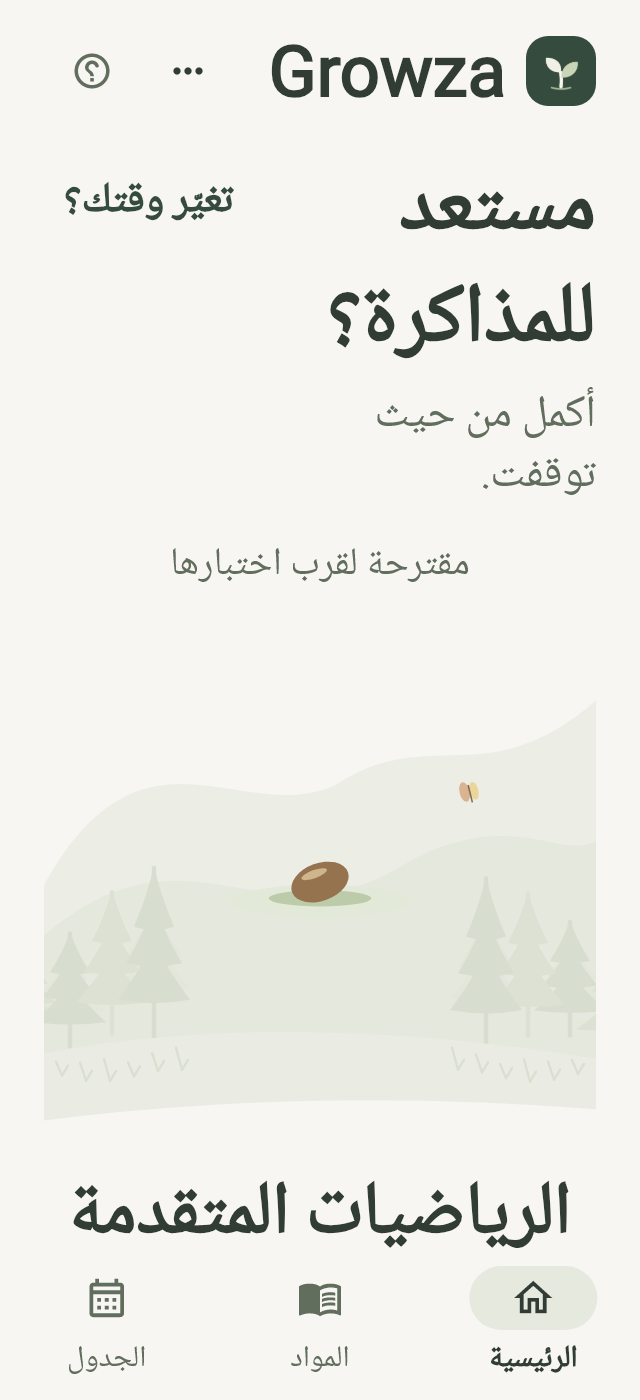 Growza
مستعد
للمذاكرة؟
تغيّر وقتك؟
أكمل من حيث
توقفت.
مقترحة لقرب اختبارها
الرياضيات المتقدمة
الرئيسية
المواد
الجدول